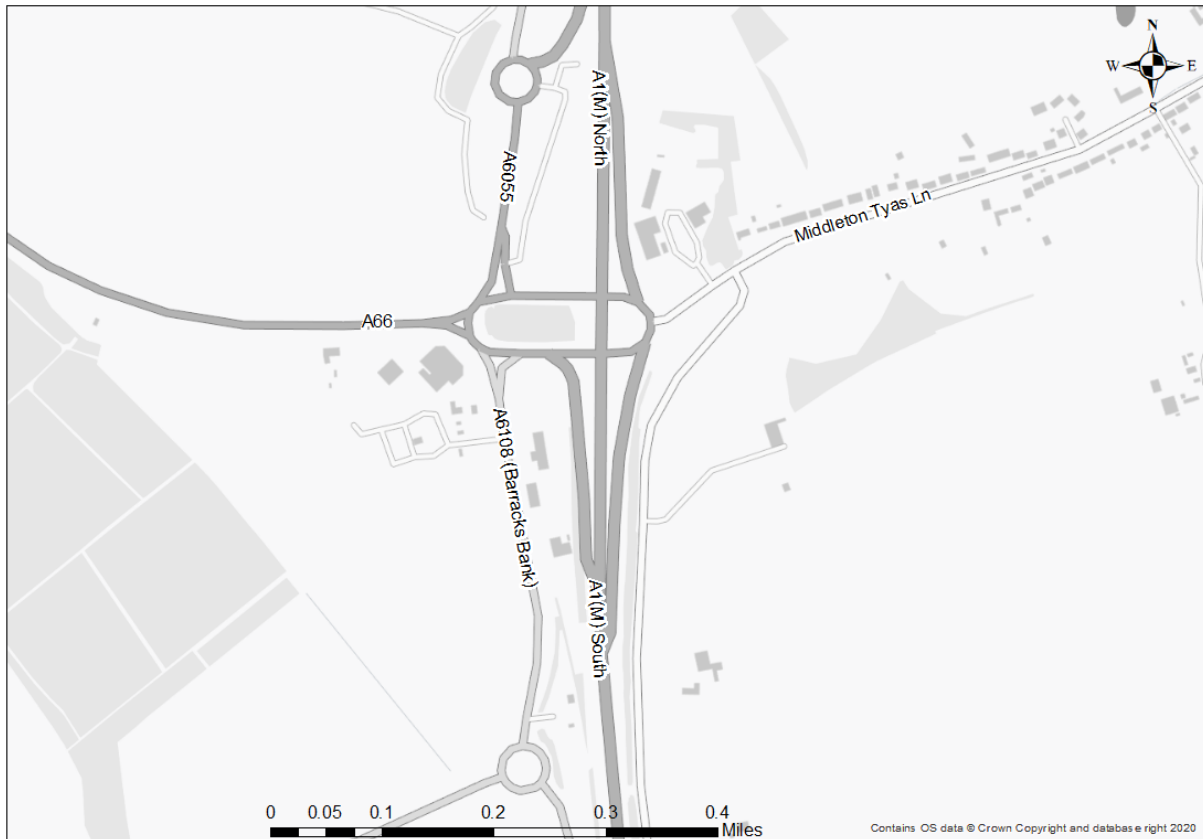 N
W E
S
A1(M) North
A6055
Middleton Tyas Ln
A66
A6108 (Barracks Bank)
A1(M) South
0 0.05 0.1 0.2 0.3 0.4
Miles
Contains OS data © Crown Copyright and database right 2020